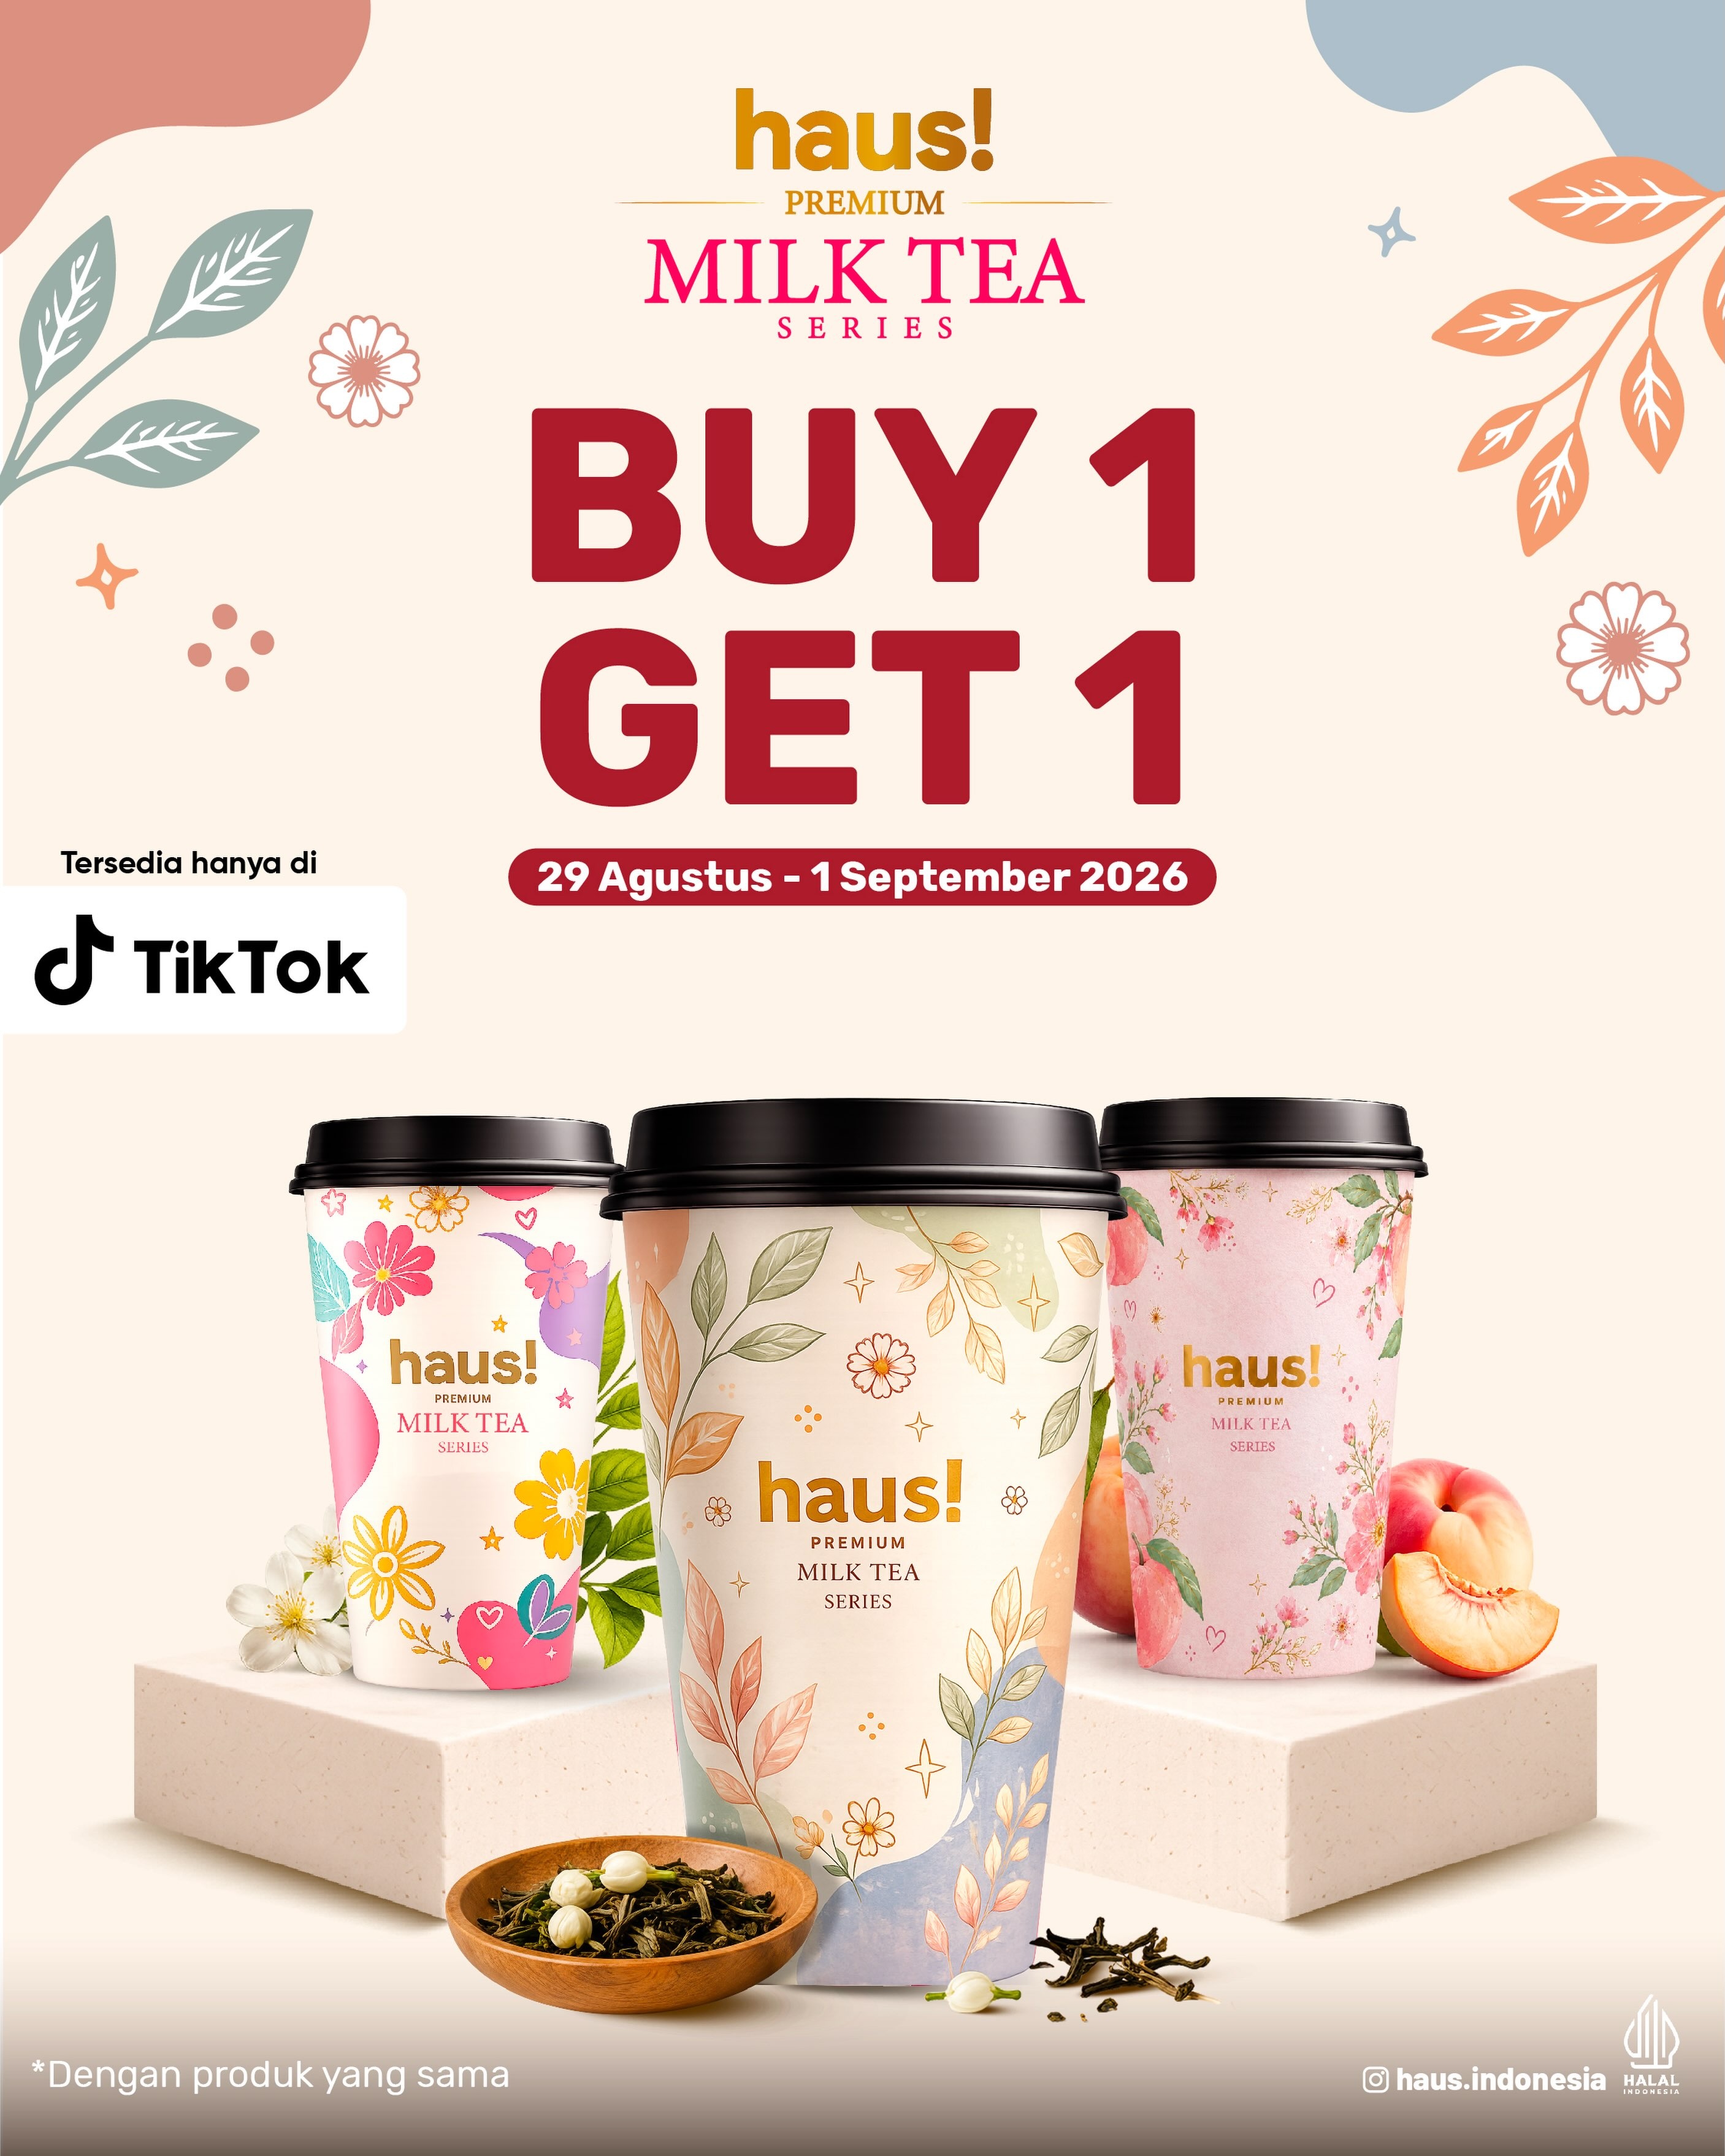 haus!
PREMIUM
MILK TEA
SERIES
BUY 1
GET 1
29 Agustus - 1 September 2026
Tersedia hanya di
TikTok
haus!
PREMIUM
MILK TEA
SERIES
haus!
PREMIUM
MILK TEA
SERIES
haus!
PREMIUM
MILK TEA
SERIES
*Dengan produk yang sama
haus.indonesia
HALAL
INDONESIA